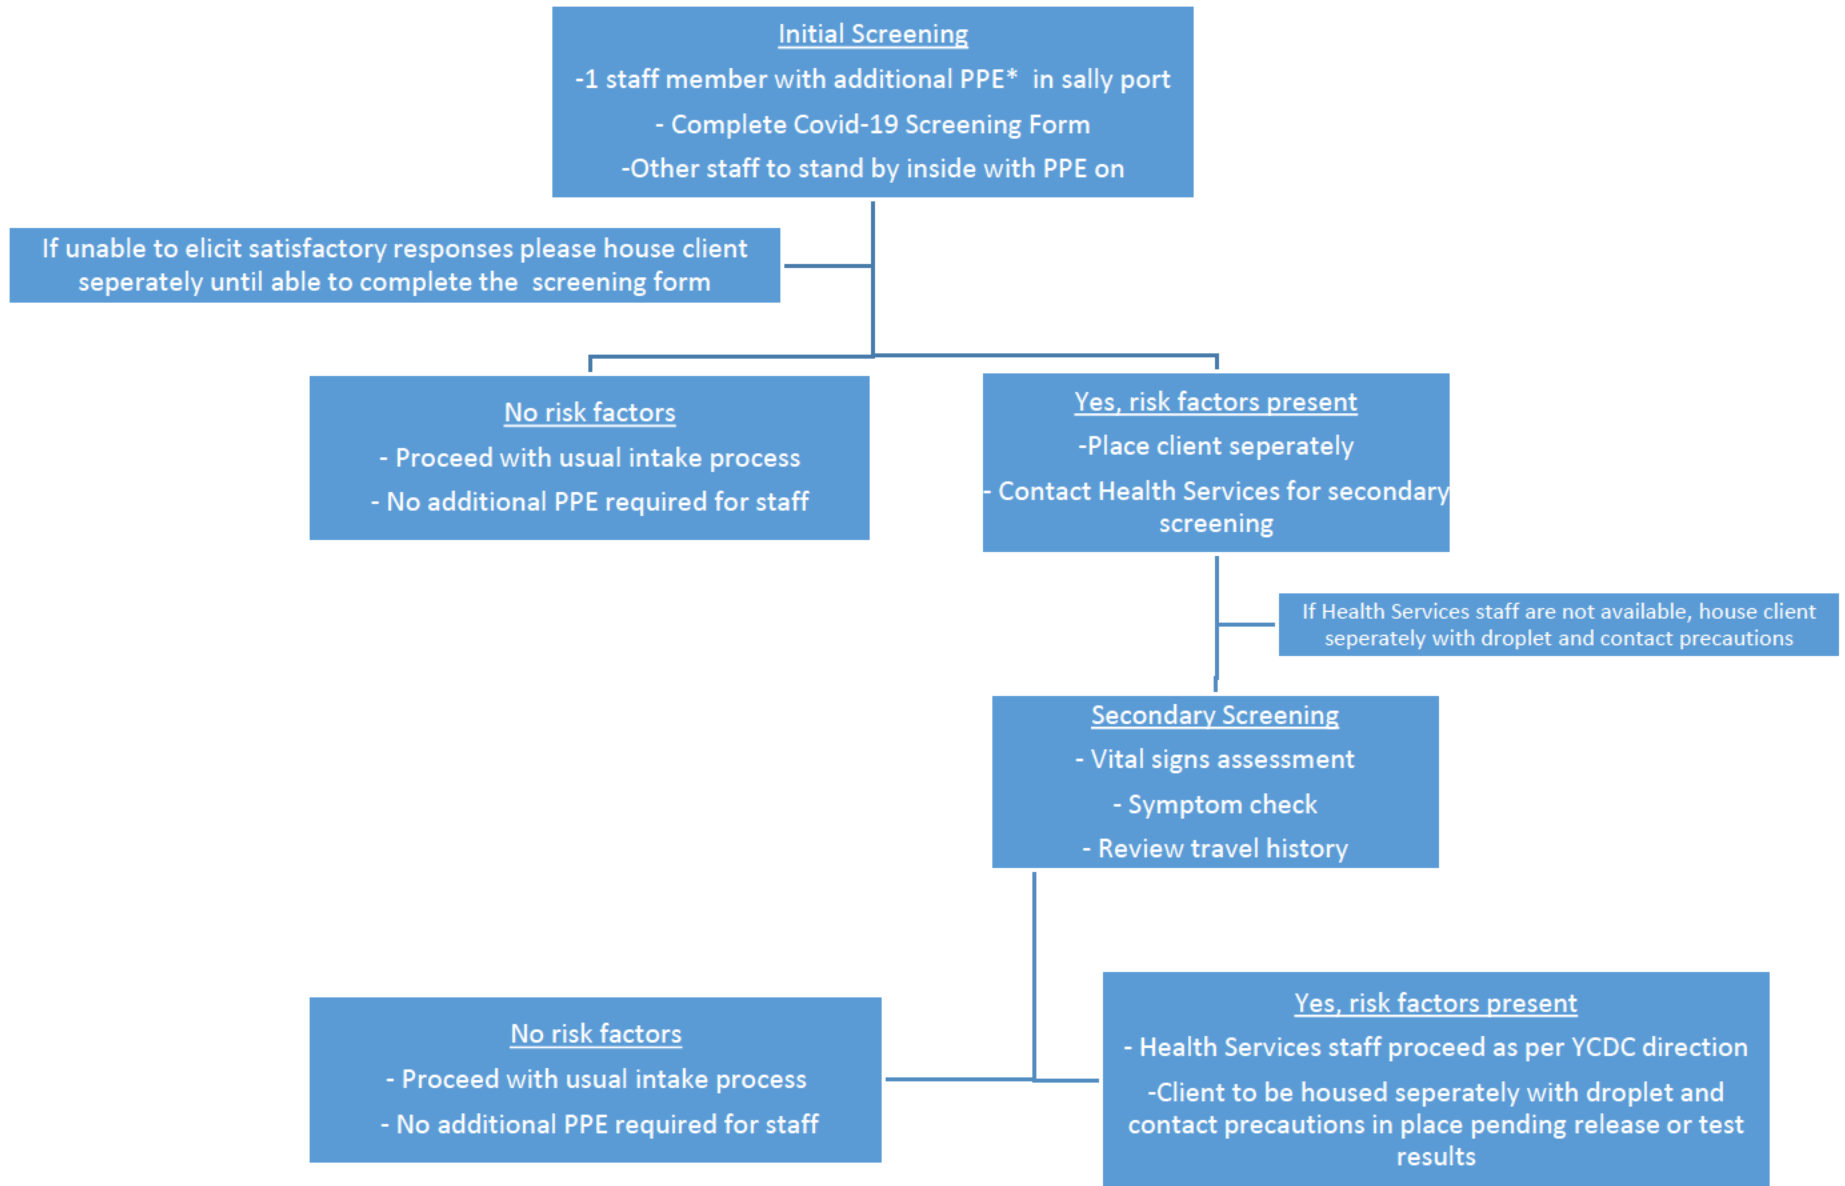 Initial Screening
-1 staff member with additional PPE*  in sally port
- Complete Covid-19 Screening Form
-Other staff to stand by inside with PPE on
If unable to elicit satisfactory responses please house client
seperately until able to complete the  screening form
No risk factors
- Proceed with usual intake process
- No additional PPE required for staff
Yes, risk factors present
-Place client seperately
- Contact Health Services for secondary
screening
If Health Services staff are not available, house client
seperately with droplet and contact precautions
Secondary Screening
- Vital signs assessment
- Symptom check
- Review travel history
No risk factors
- Proceed with usual intake process
- No additional PPE required for staff
Yes, risk factors present
- Health Services staff proceed as per YCDC direction
-Client to be housed seperately with droplet and
contact precautions in place pending release or test
results